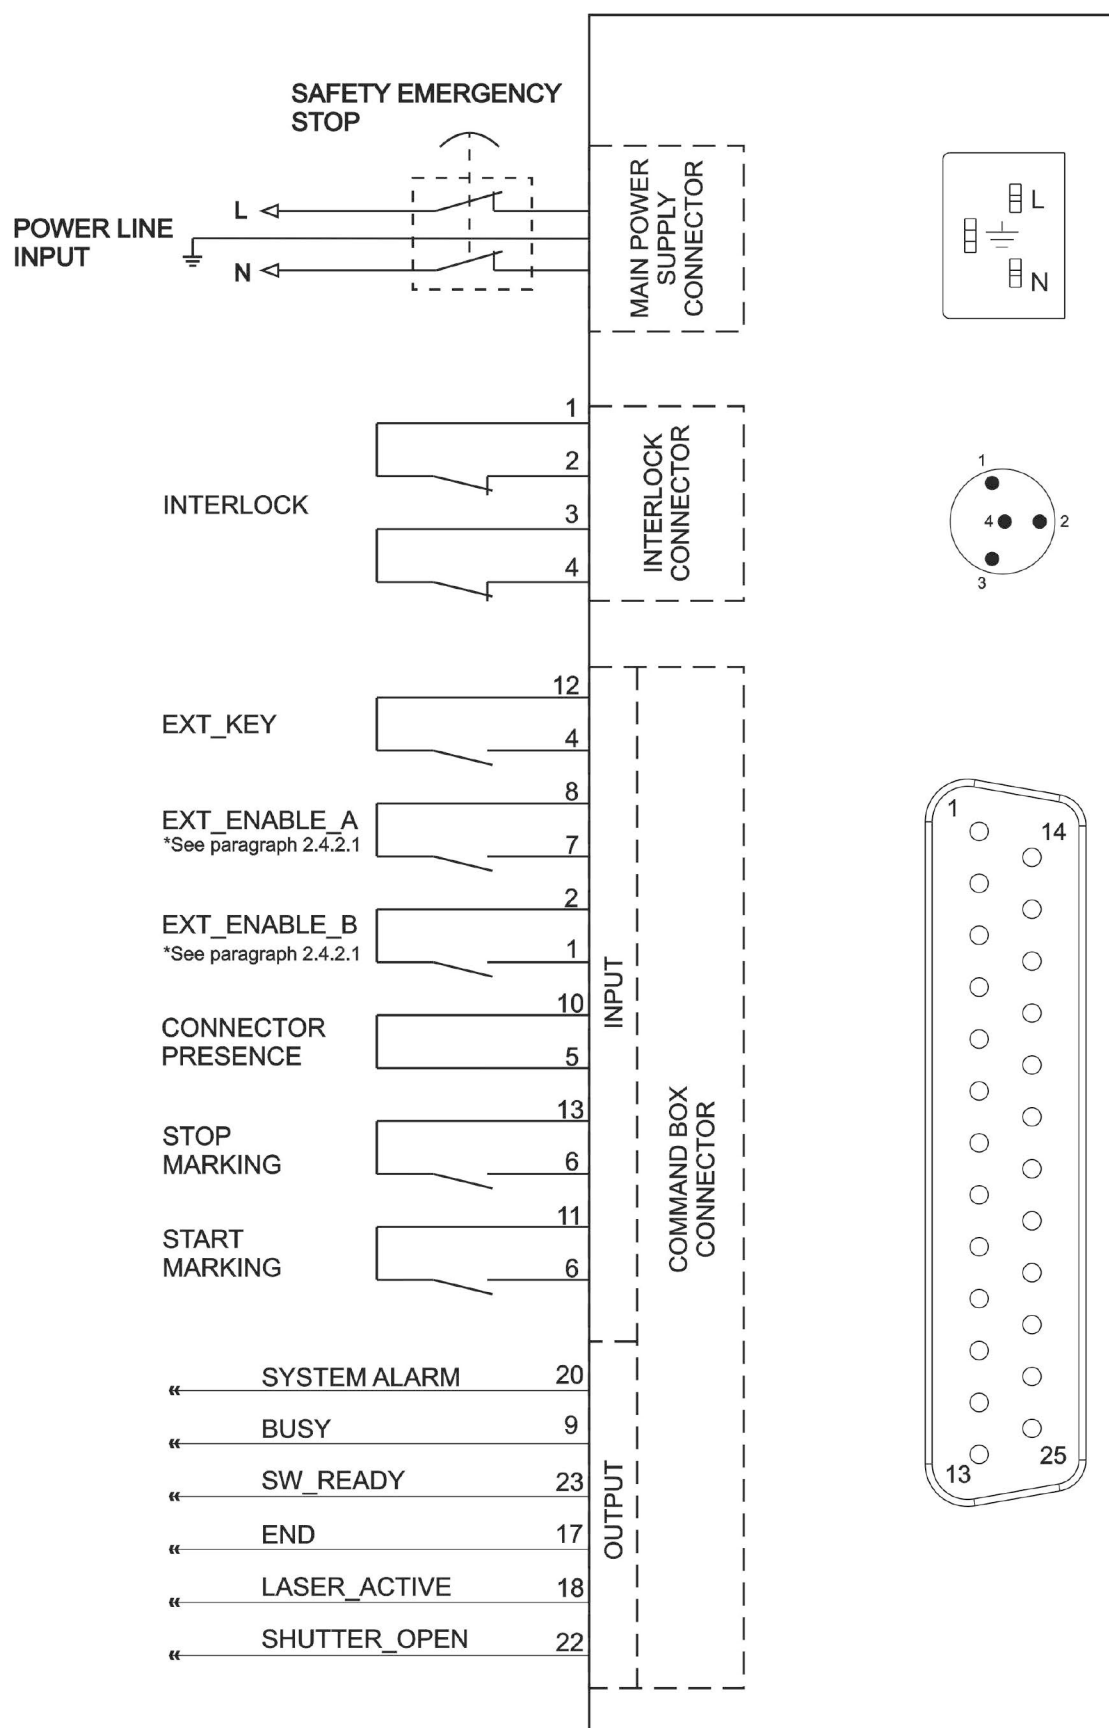 SAFETY EMERGENCY
STOP
POWER LINE
INPUT
L
N
MAIN POWER
SUPPLY
CONNECTOR
L
N
INTERLOCK
1
2
3
4
INTERLOCK
CONNECTOR
1
4
2
3
EXT_KEY
12
4
EXT_ENABLE_A
*See paragraph 2.4.2.1
8
7
EXT_ENABLE_B
*See paragraph 2.4.2.1
2
1
CONNECTOR
PRESENCE
10
5
STOP
MARKING
13
6
START
MARKING
11
6
INPUT
COMMAND BOX
CONNECTOR
SYSTEM ALARM 20
BUSY 9
SW_READY 23
END 17
LASER_ACTIVE 18
SHUTTER_OPEN 22
OUTPUT
1
14
13
25